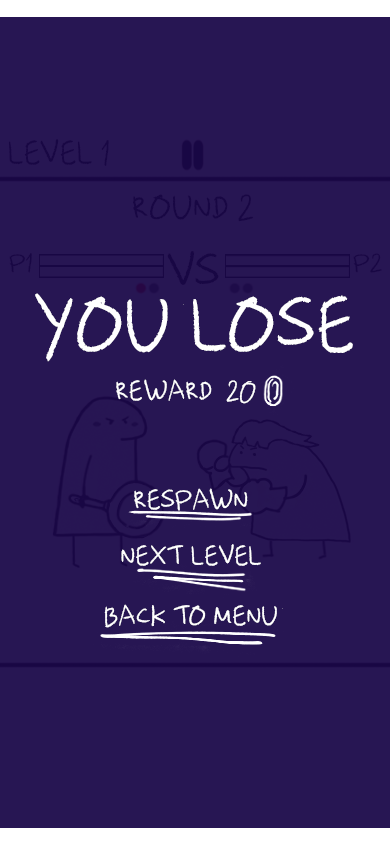 LEVEL 1
ROUND 2
P1 VS P2
YOU LOSE
REWARD 20
RESPAWN
NEXT LEVEL
BACK TO MENU